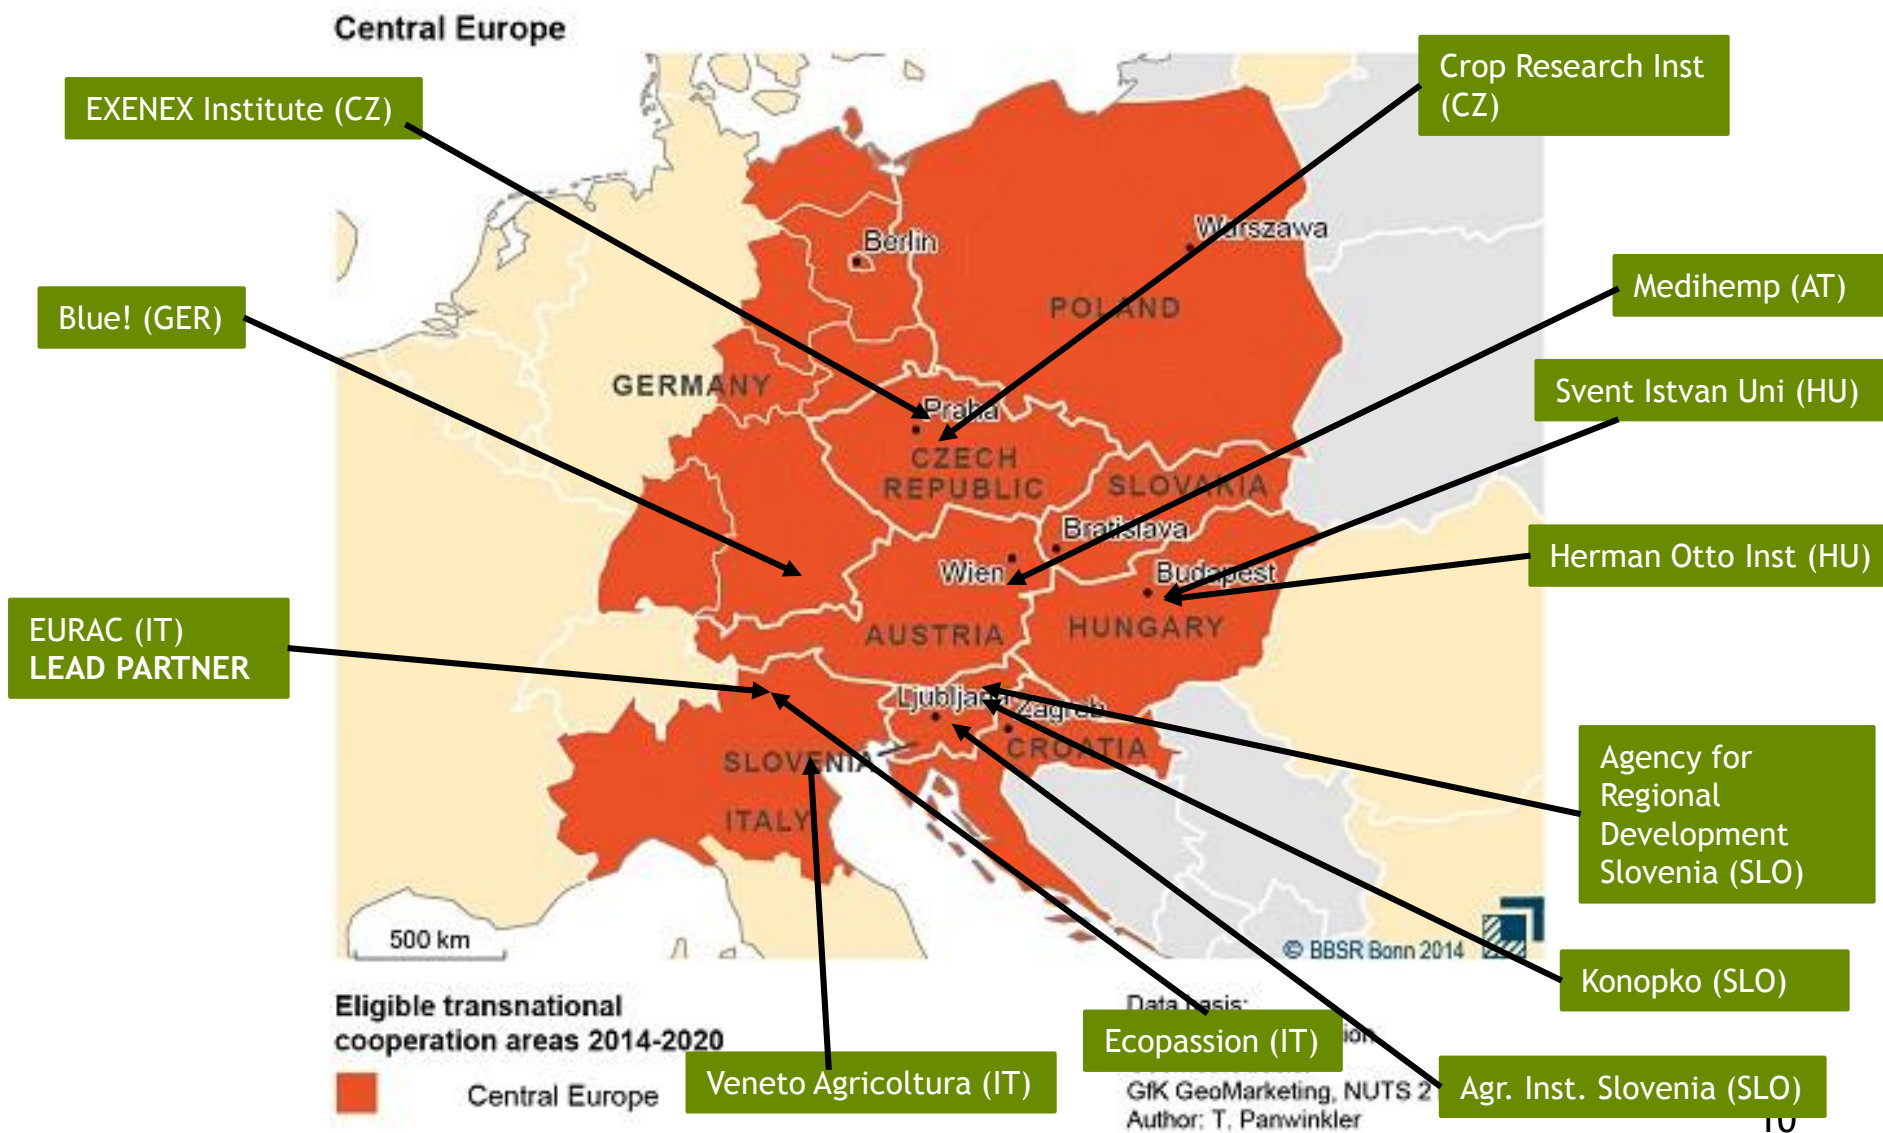 Central Europe
Crop Research Inst
(CZ)
EXENEX Institute (CZ)
Warszawa
Berlin
Medihemp (AT)
POLAND
Blue! (GER)
GERMANY
Svent Istvan Uni (HU)
Praha
CZECH
REPUBLIC
SLOVAKIA
Bratislava
Herman Otto Inst (HU)
Wien
Budapest
EURAC (IT)
LEAD PARTNER
AUSTRIA
HUNGARY
Ljubljana
Zagreb
CROATIA
SLOVENIA
ITALY
Agency for
Regional
Development
Slovenia (SLO)
500 km
© BBSR Bonn 2014
Konopko (SLO)
Eligible transnational
cooperation areas 2014-2020
Central Europe
Data basis:
Ecopassion (IT)
Veneto Agricoltura (IT)
GfK GeoMarketing, NUTS 2
Author: T. Panwinkler
Agr. Inst. Slovenia (SLO)
10